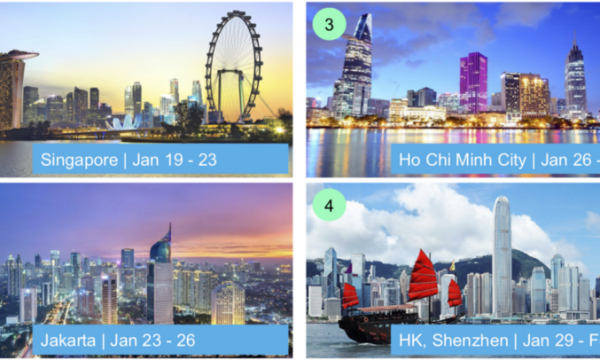 Singapore | Jan 19 - 23
3
Ho Chi Minh City | Jan 26 -
Jakarta | Jan 23 - 26
4
HK, Shenzhen | Jan 29 - F